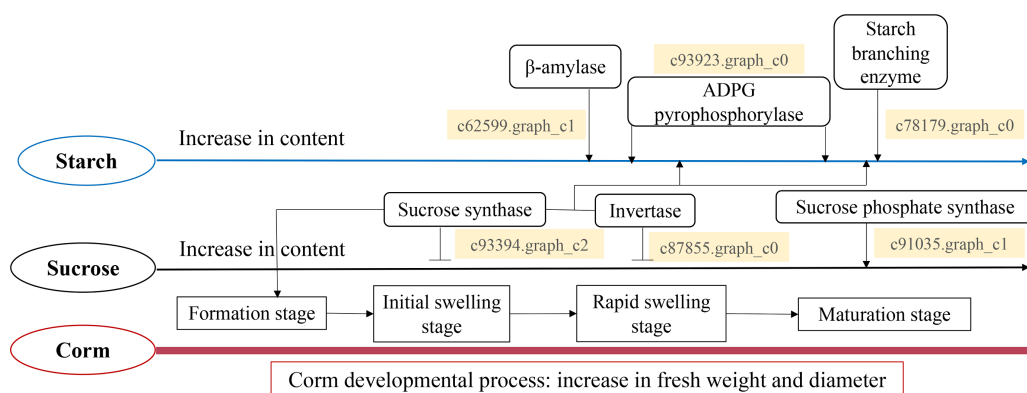 Starch
branching
enzyme
c93923.graph_c0
β-amylase
ADPG
pyrophosphorylase
c62599.graph_c1
c78179.graph_c0
Increase in content
Starch
Sucrose synthase
Invertase
Sucrose phosphate synthase
c93394.graph_c2
c87855.graph_c0
c91035.graph_c1
Increase in content
Sucrose
Formation stage
Initial swelling
stage
Rapid swelling
stage
Maturation stage
Corm
Corm developmental process: increase in fresh weight and diameter